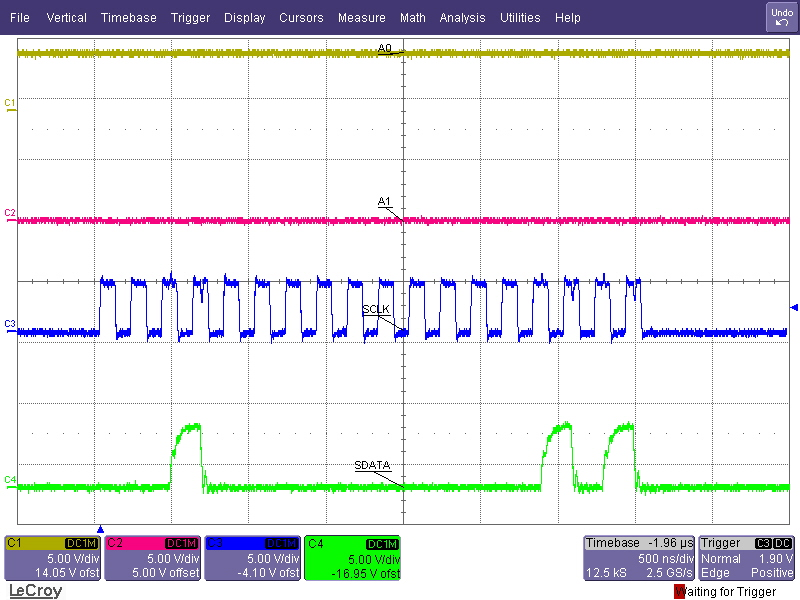 File Vertical Timebase Trigger Display Cursors Measure Math Analysis Utilities Help Undo
A0
C1
A1
C2
SCLK
C3
SDATA
C4
C1 DC1M C2 DC1M C3 DC1M C4 DC1M Timebase -1.96 µs Trigger C3 DC
5.00 V/div 5.00 V/div 5.00 V/div 5.00 V/div 500 ns/div Normal 1.90 V
14.05 V ofst 5.00 V offset -4.10 V ofst -16.95 V ofst 12.5 kS 2.5 GS/s Edge Positive
LeCroy Waiting for Trigger